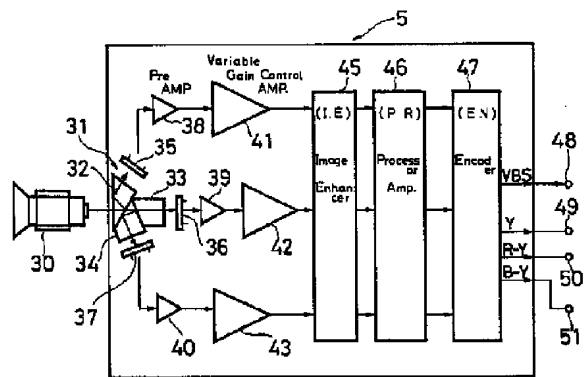 5
Variable
Gain Control
AMP.
Pre
AMP
45
46
47
38
41
(I.E)
(P R)
(E.N)
31
35
32
33
39
Image
Enhancer
Processor
Amp.
Encoder
VBS
48
Y
49
R-Y
50
B-Y
51
30
34
36
42
37
40
43